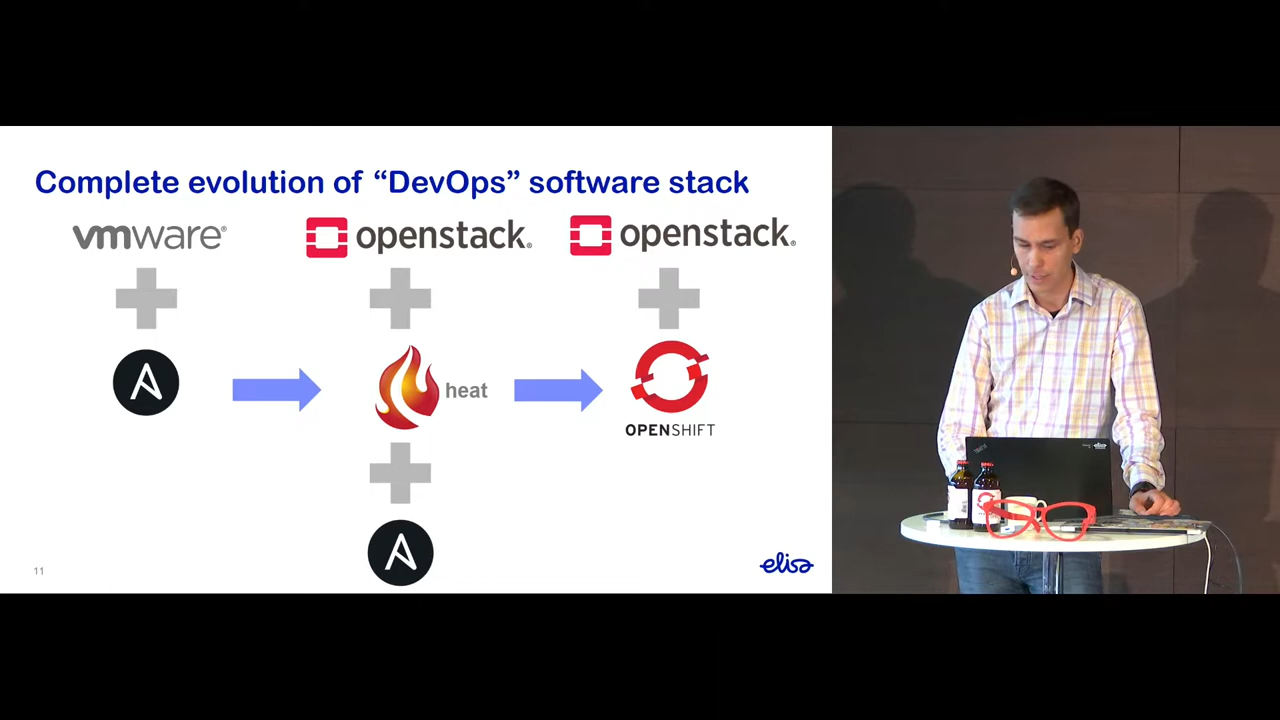 Complete evolution of “DevOps” software stack
vmware®
openstack®
openstack®
heat
OPENSHIFT
11
elisa